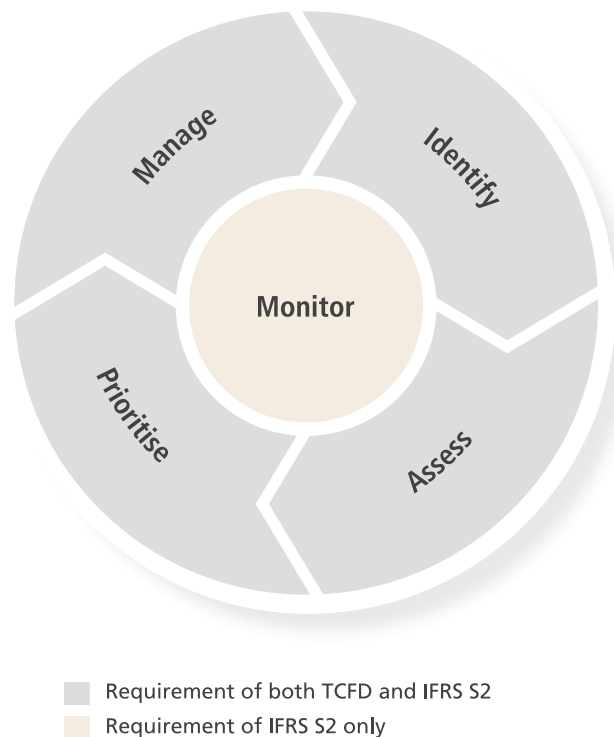 Manage
Identify
Monitor
Prioritise
Assess
Requirement of both TCFD and IFRS S2
Requirement of IFRS S2 only